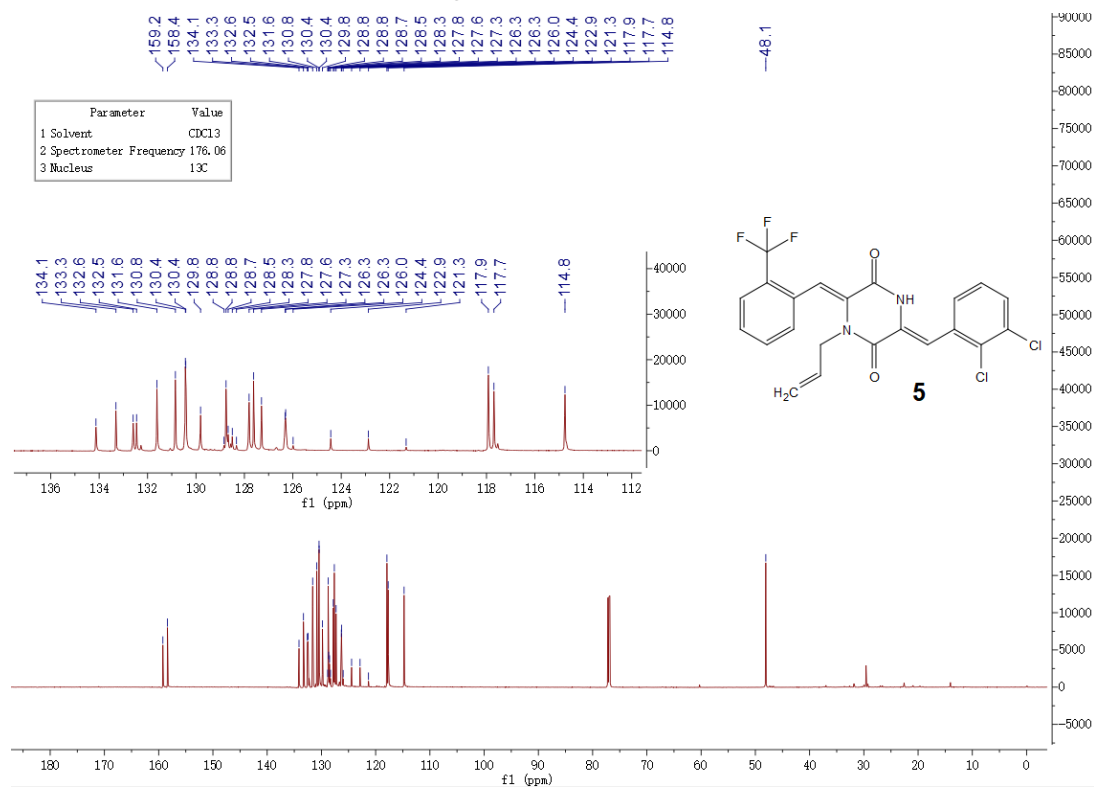 159.2 158.4 134.1 133.3 132.6 132.5 131.6 130.8 130.4 130.4 129.8 128.8 128.8 128.7 128.5 128.3 127.8 127.6 127.3 126.3 126.3 126.0 124.4 122.9 121.3 117.9 117.7 114.8 48.1
Parameter Value
1 Solvent CDCl3
2 Spectrometer Frequency 176.06
3 Nucleus 13C
134.1 133.3 132.6 132.5 131.6 130.8 130.4 130.4 129.8 128.8 128.8 128.7 128.5 128.3 127.8 127.6 127.3 126.3 126.3 126.0 124.4 122.9 121.3 117.9 117.7 114.8
40000
30000
20000
10000
0
136 134 132 130 128 126 124 122 120 118 116 114 112
f1 (ppm)
F
F F
O
NH
N
Cl
O Cl
H2C
5
90000
85000
80000
75000
70000
65000
60000
55000
50000
45000
40000
35000
30000
25000
20000
15000
10000
5000
0
-5000
180 170 160 150 140 130 120 110 100 90 80 70 60 50 40 30 20 10 0
f1 (ppm)